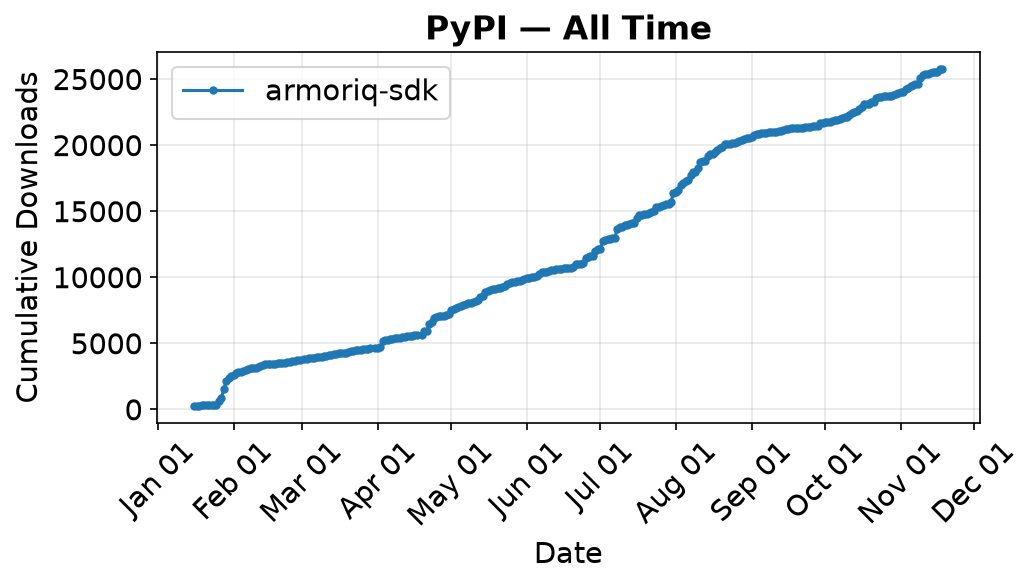 PyPI — All Time
armoriq-sdk
Cumulative Downloads
25000
20000
15000
10000
5000
0
Jan 01
Feb 01
Mar 01
Apr 01
May 01
Jun 01
Jul 01
Aug 01
Sep 01
Oct 01
Nov 01
Dec 01
Date